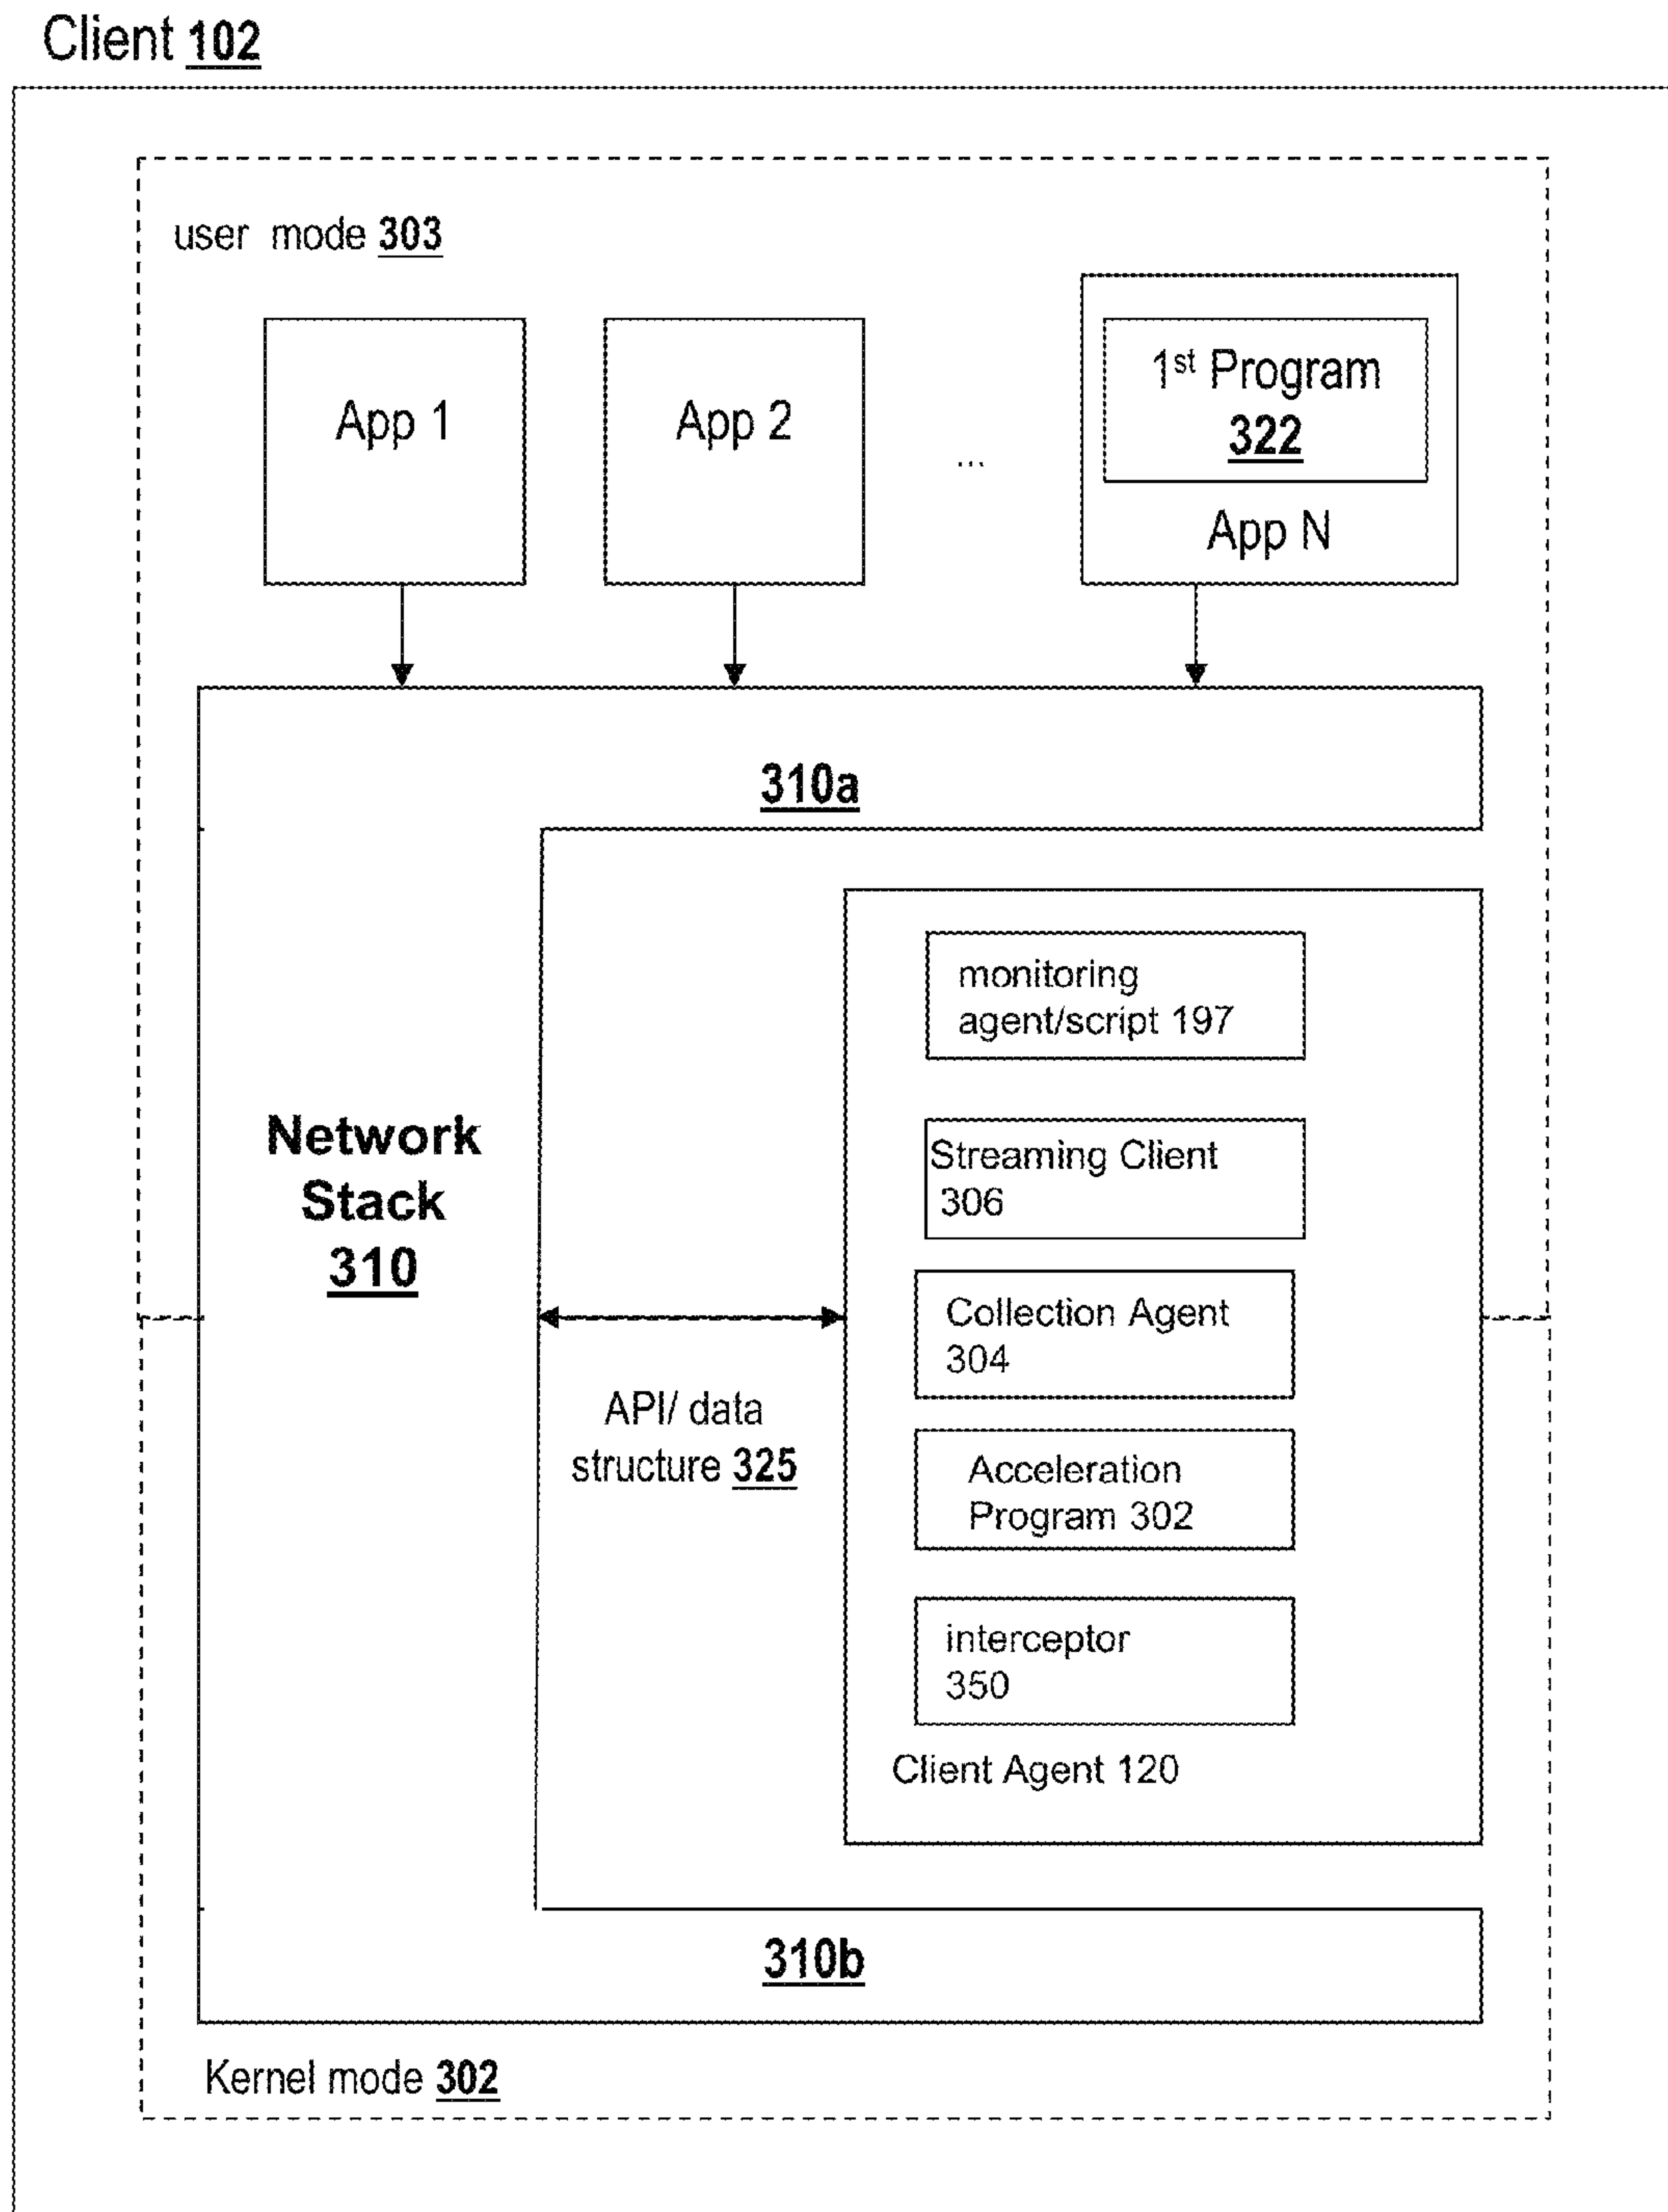 Client 102
user mode 303
App 1
App 2
...
1st Program
322
App N
310a
Network
Stack
310
API/ data
structure 325
monitoring
agent/script 197
Streaming Client
306
Collection Agent
304
Acceleration
Program 302
interceptor
350
Client Agent 120
310b
Kernel mode 302